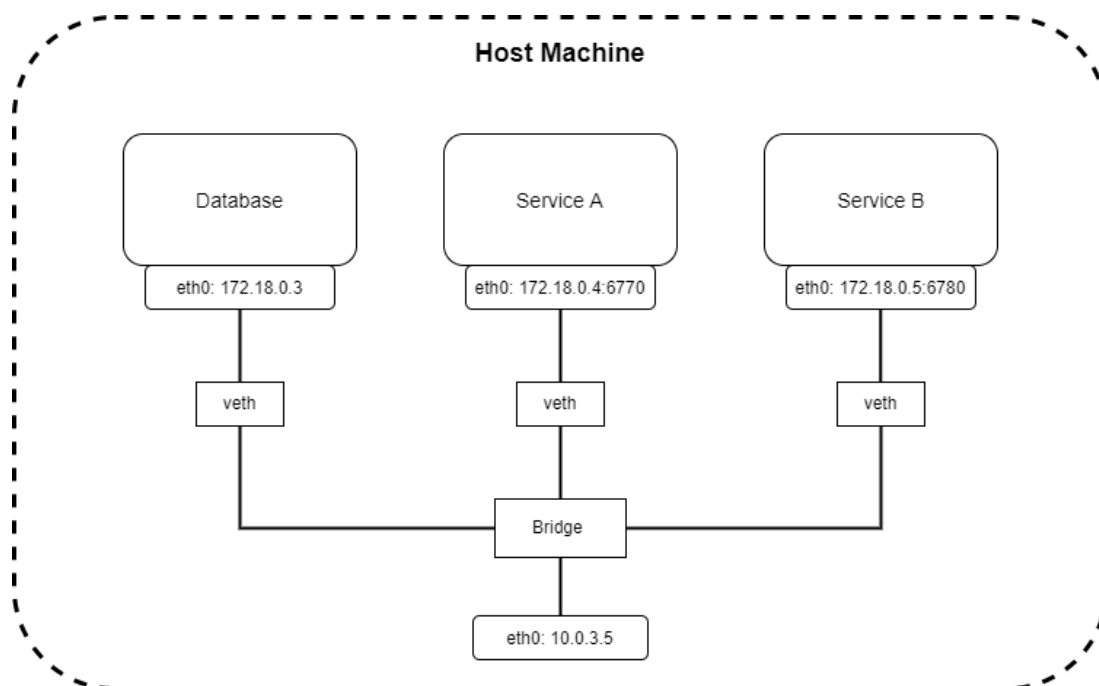 Host Machine
Database
Service A
Service B
eth0: 172.18.0.3
eth0: 172.18.0.4:6770
eth0: 172.18.0.5:6780
veth
veth
veth
Bridge
eth0: 10.0.3.5